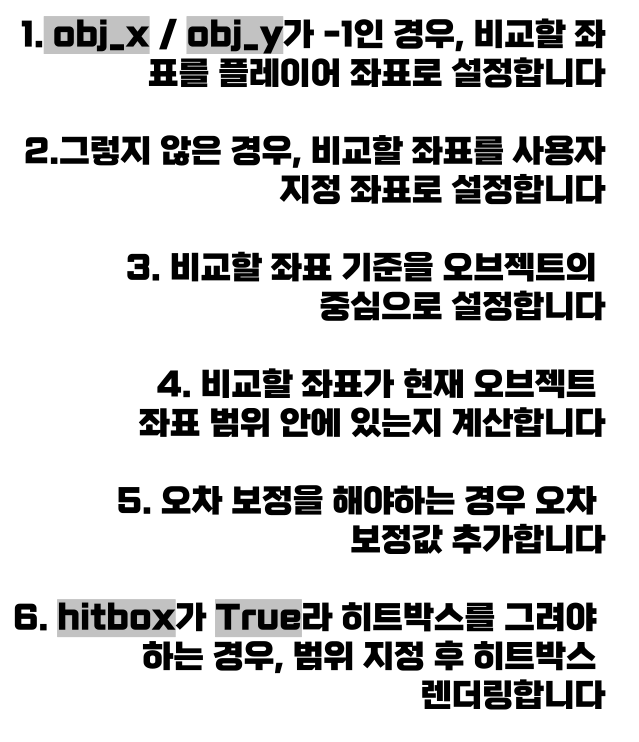 1. obj_x / obj_y가 -1인 경우, 비교할 좌
표를 플레이어 좌표로 설정합니다
2.그렇지 않은 경우, 비교할 좌표를 사용자
지정 좌표로 설정합니다
3. 비교할 좌표 기준을 오브젝트의
중심으로 설정합니다
4. 비교할 좌표가 현재 오브젝트
좌표 범위 안에 있는지 계산합니다
5. 오차 보정을 해야하는 경우 오차
보정값 추가합니다
6. hitbox가 True라 히트박스를 그려야
하는 경우, 범위 지정 후 히트박스
렌더링합니다